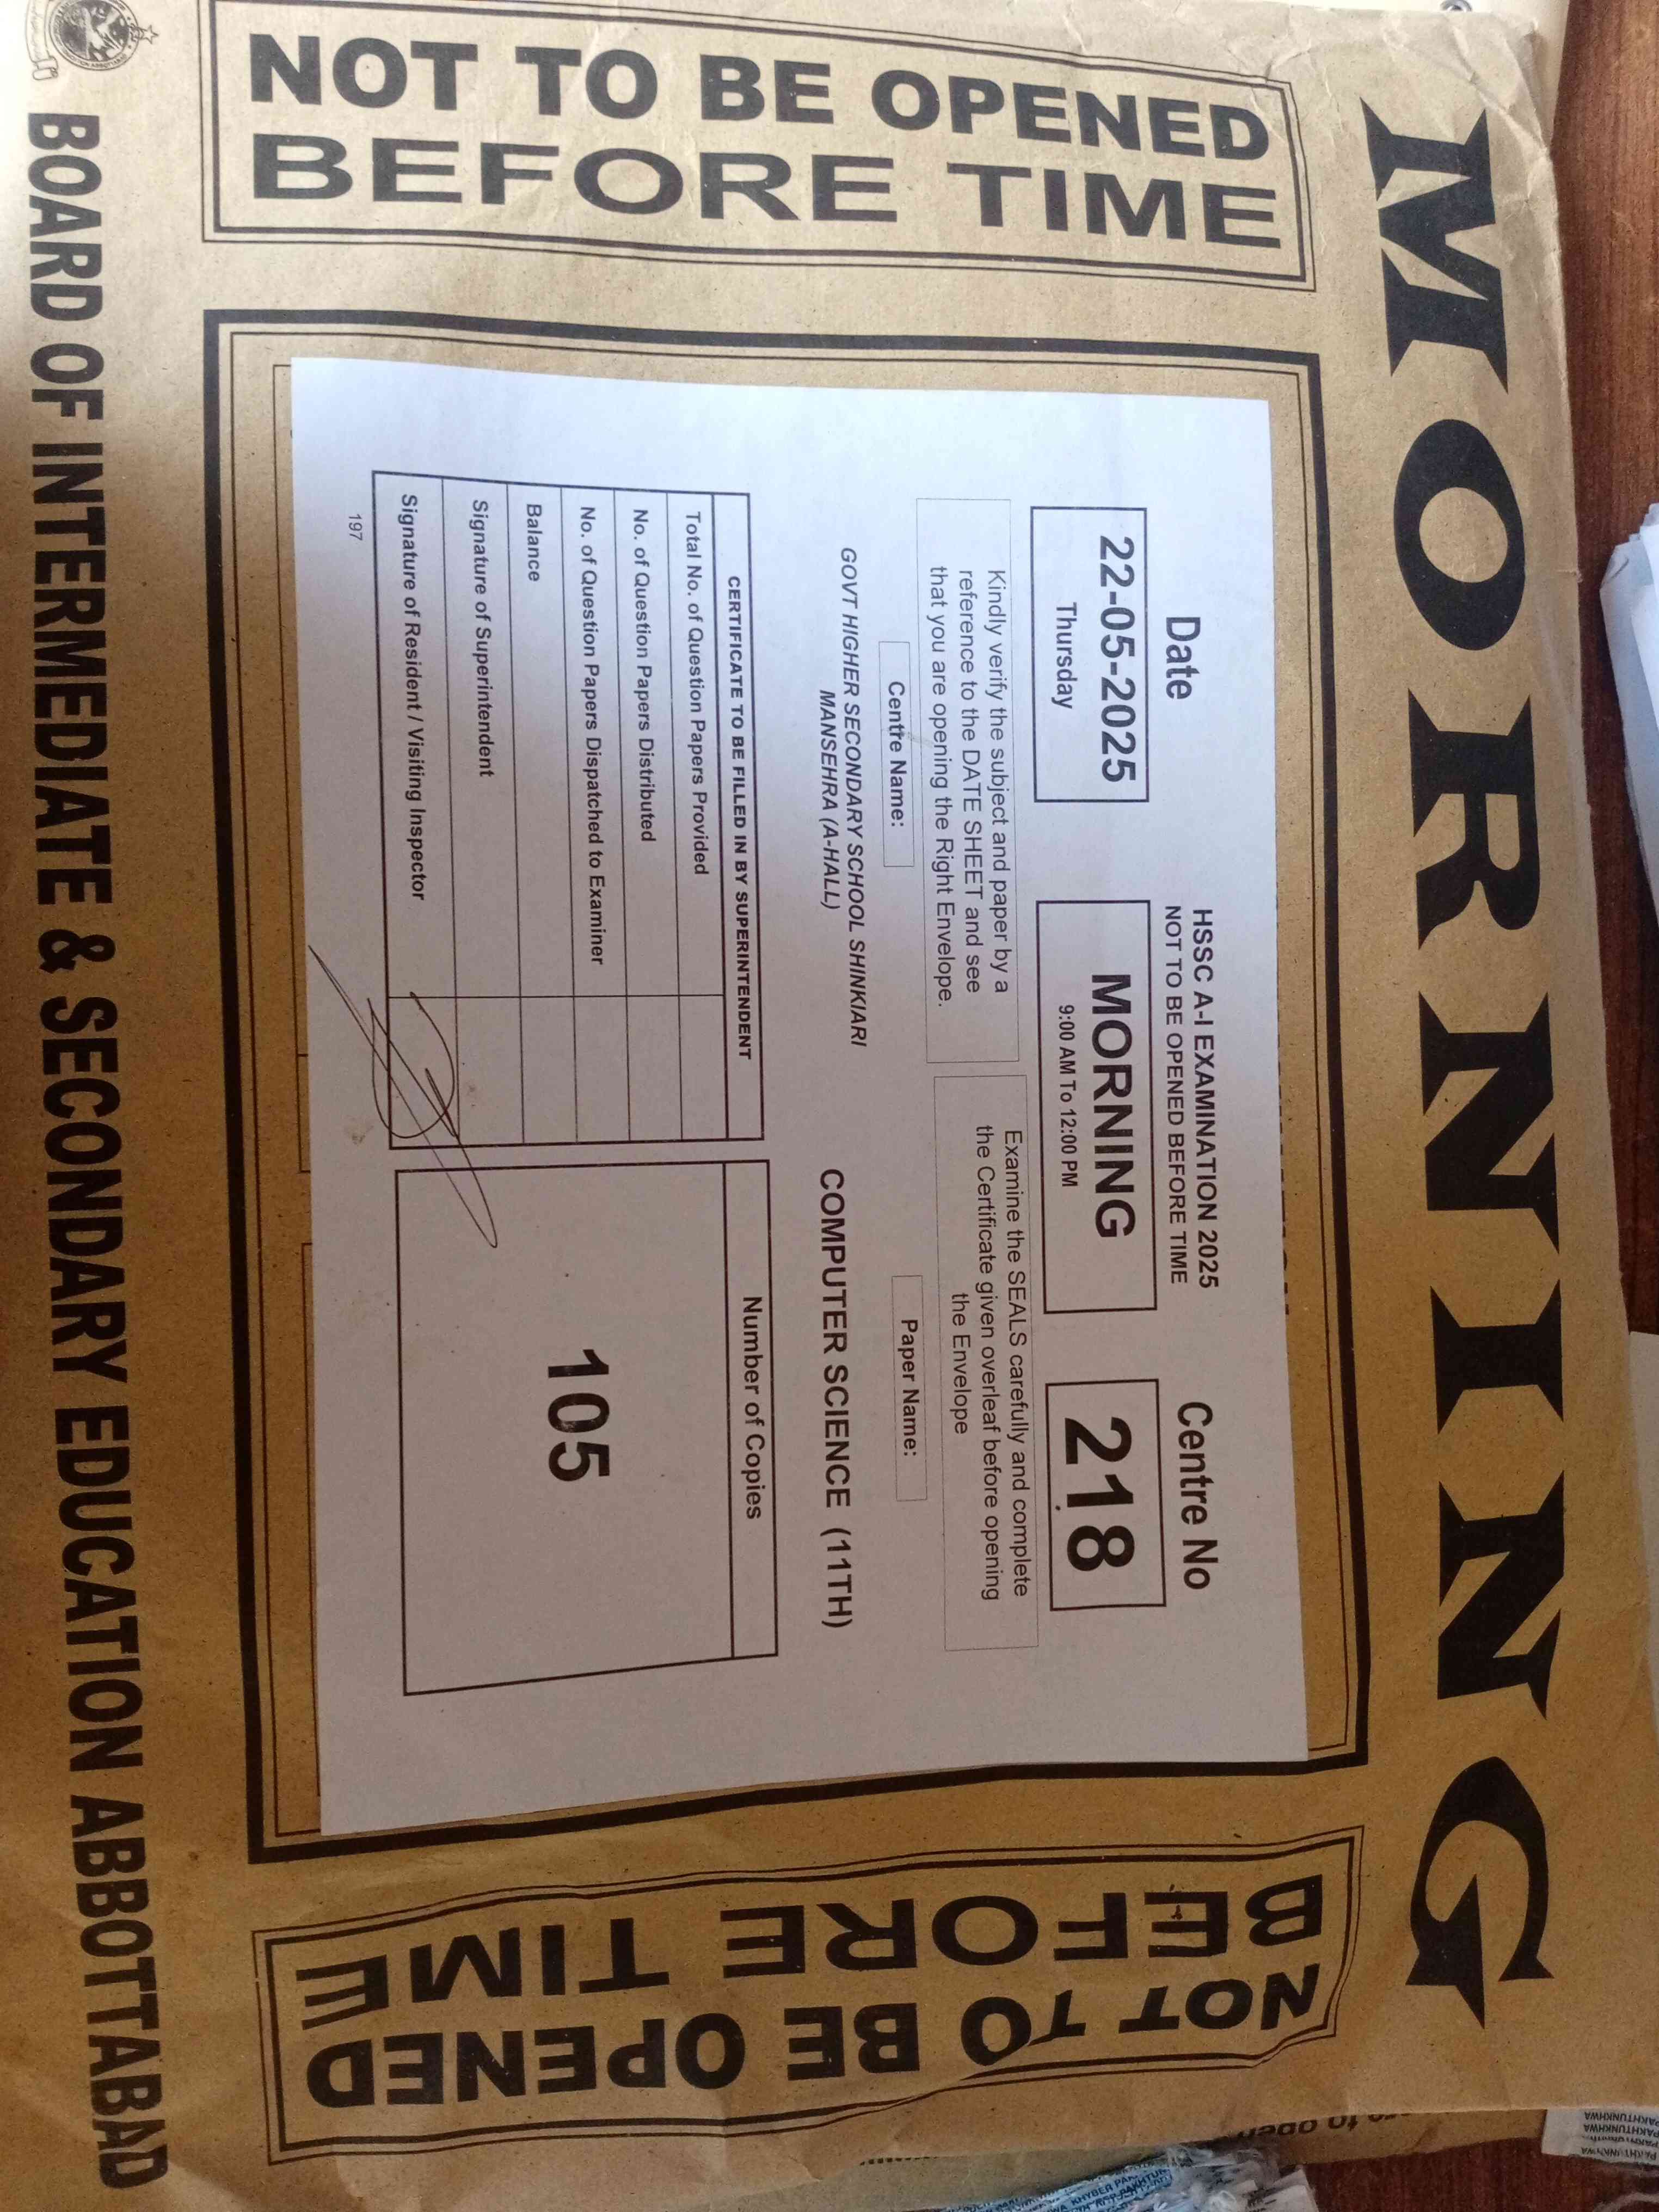 MORNING
NOT TO BE OPENED
BEFORE TIME
Date
22-05-2025
Thursday
HSSC A-I EXAMINATION 2025
NOT TO BE OPENED BEFORE TIME
MORNING
9:00 AM To 12:00 PM
Centre No
218
Kindly verify the subject and paper by a
reference to the DATE SHEET and see
that you are opening the Right Envelope.
Examine the SEALS carefully and complete
the Certificate given overleaf before opening
the Envelope
Centre Name:
GOVT HIGHER SECONDARY SCHOOL SHINKIARI
MANSEHRA (A-HALL)
Paper Name:
COMPUTER SCIENCE (11TH)
CERTIFICATE TO BE FILLED IN BY SUPERINTENDENT
Total No. of Question Papers Provided
No. of Question Papers Distributed
No. of Question Papers Dispatched to Examiner
Balance
Signature of Superintendent
Signature of Resident / Visiting Inspector
Number of Copies
105
197
NOT TO BE OPENED
BEFORE TIME
BOARD OF INTERMEDIATE & SECONDARY EDUCATION ABBOTTABAD
to open